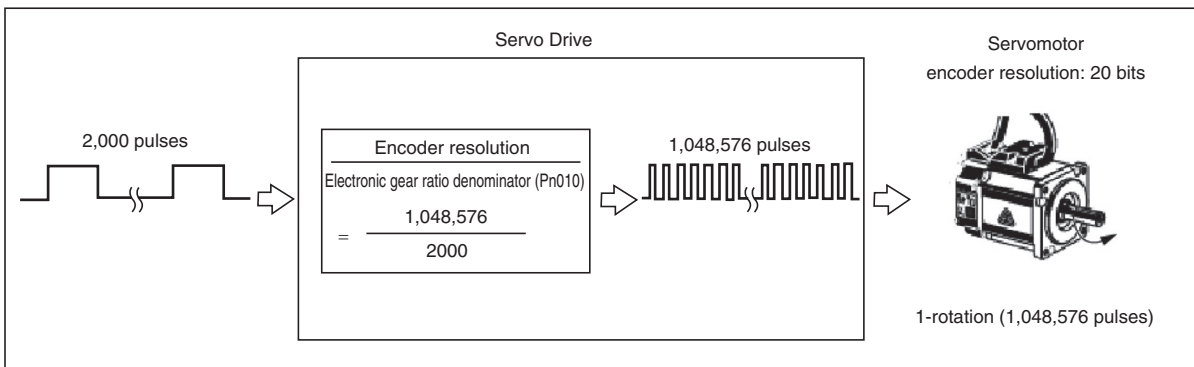 Servo Drive
Servomotor
encoder resolution: 20 bits
2,000 pulses
Encoder resolution
Electronic gear ratio denominator (Pn010)
= 1,048,576
2000
1,048,576 pulses
1-rotation (1,048,576 pulses)